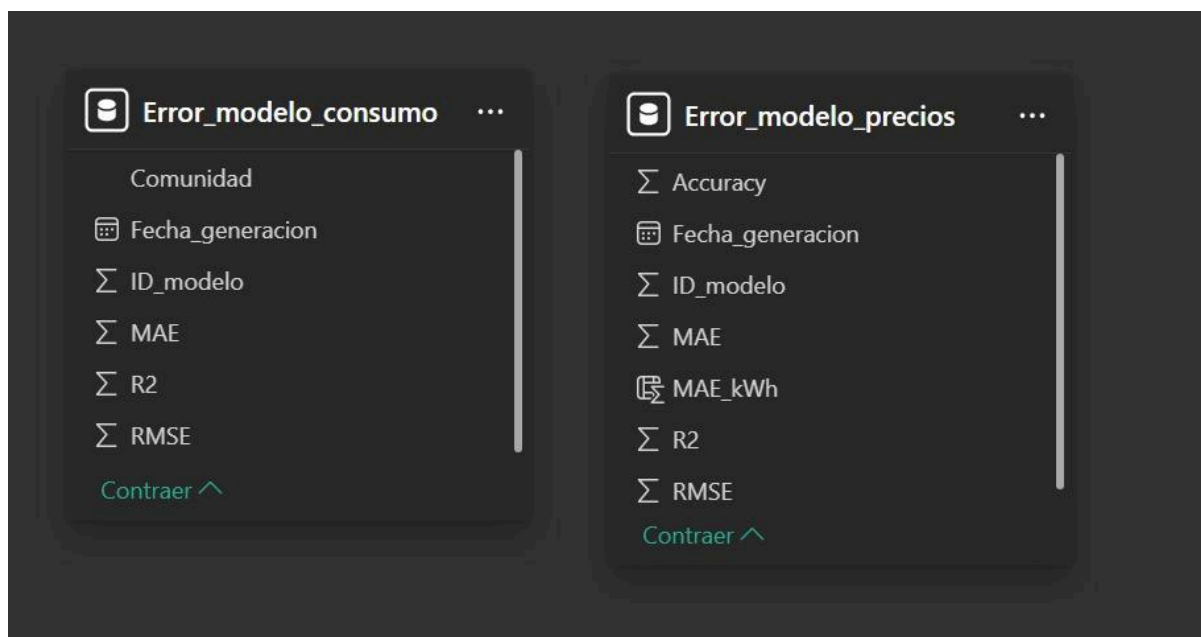 Error_modelo_consumo ...
Comunidad
Fecha_generacion
ID_modelo
MAE
R2
RMSE
Contraer
Error_modelo_precios ...
Accuracy
Fecha_generacion
ID_modelo
MAE
MAE_kWh
R2
RMSE
Contraer